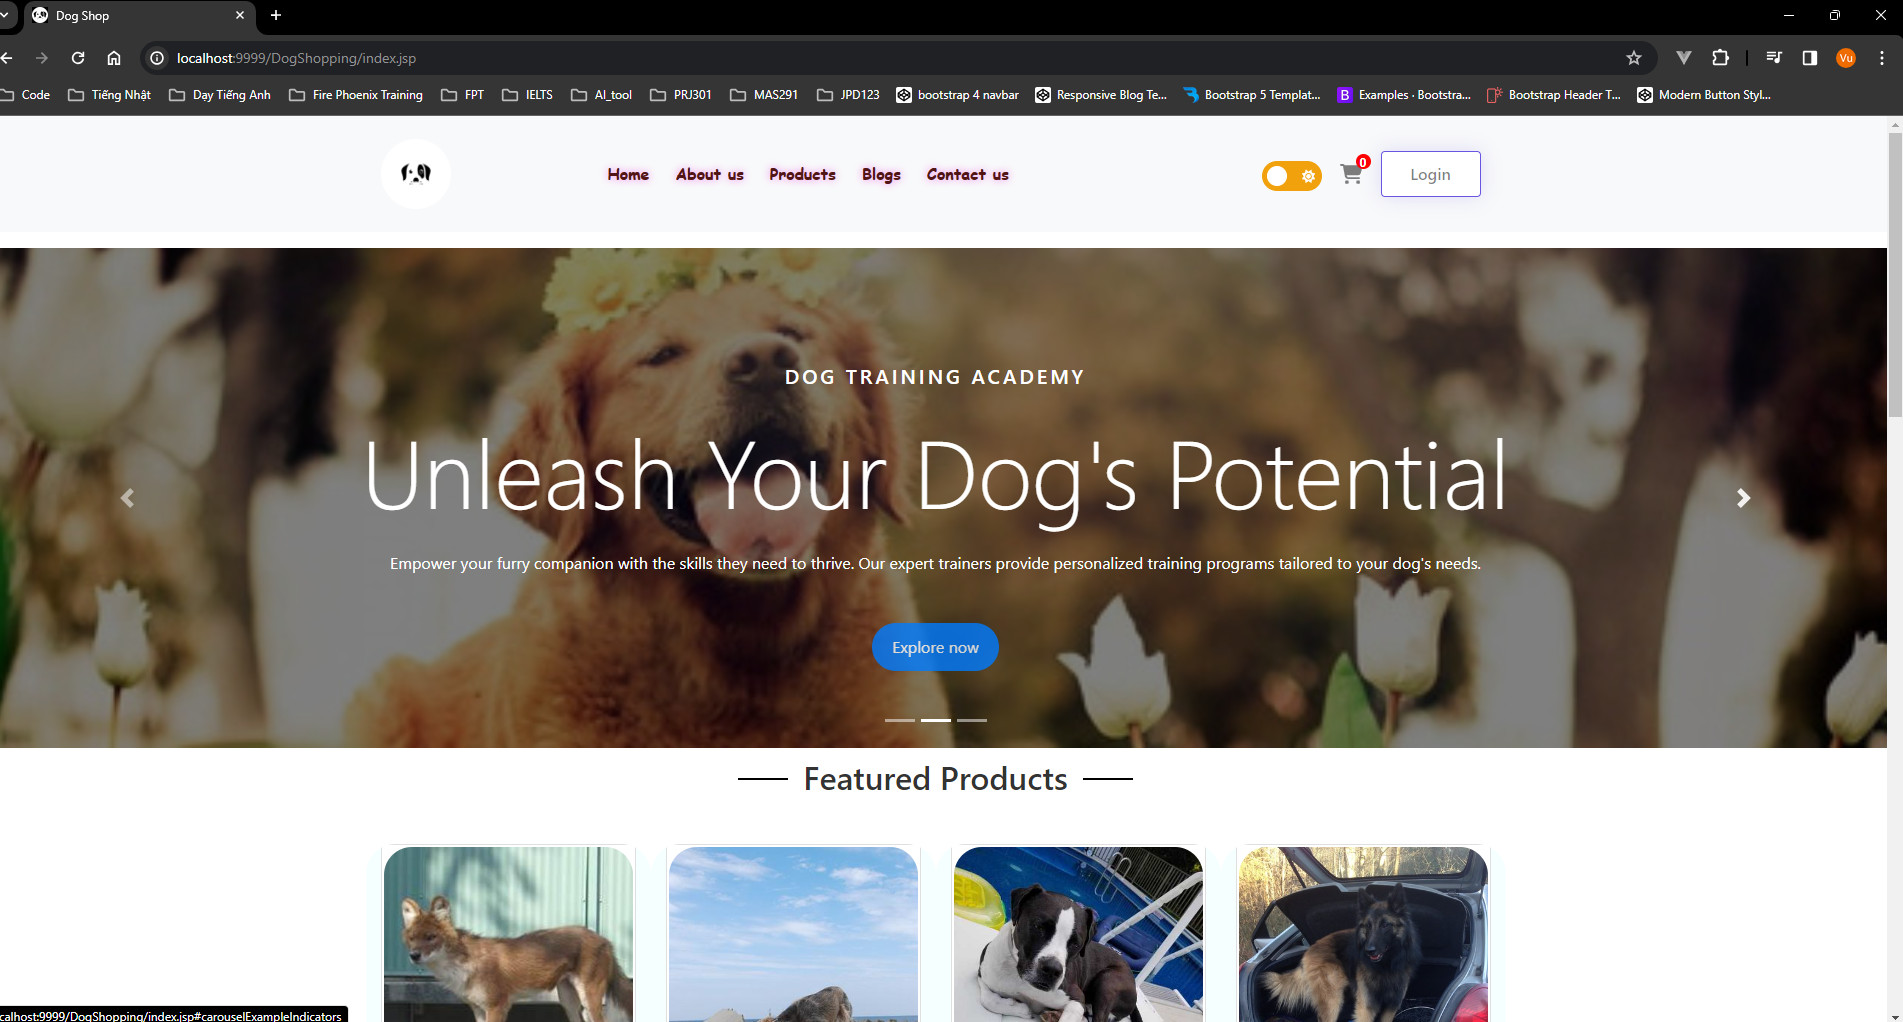 Dog Shop
localhost:9999/DogShopping/index.jsp
Vu
Code Tiếng Nhật Dạy Tiếng Anh Fire Phoenix Training FPT IELTS AI_tool PRJ301 MAS291 JPD123 bootstrap 4 navbar Responsive Blog Te... Bootstrap 5 Templat... B Examples · Bootstra... Bootstrap Header T... Modern Button Styl...
Home About us Products Blogs Contact us 0 Login
DOG TRAINING ACADEMY
Unleash Your Dog's Potential
Empower your furry companion with the skills they need to thrive. Our expert trainers provide personalized training programs tailored to your dog's needs.
Explore now
Featured Products
calhost:9999/DogShopping/index.jsp#carouselExampleIndicators